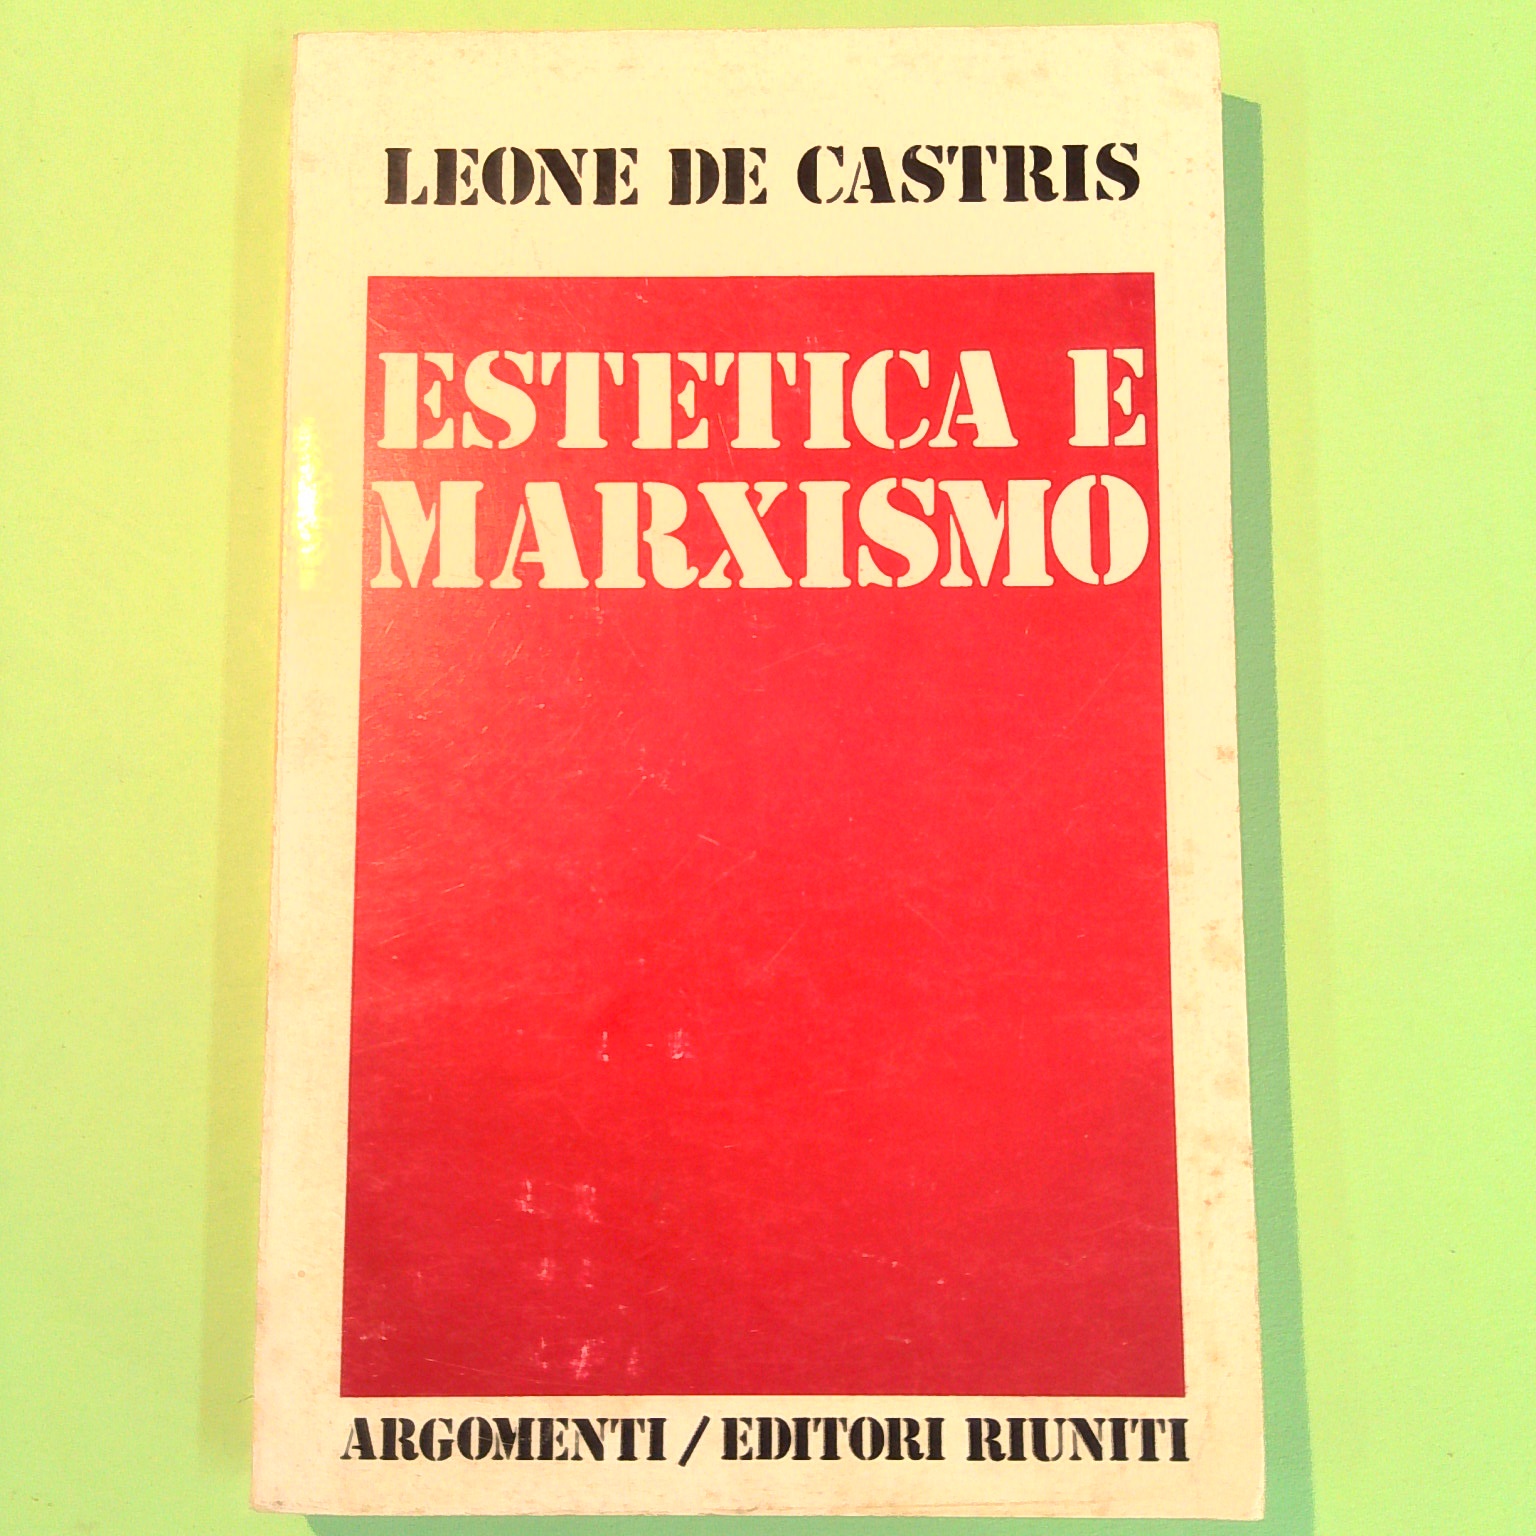 LEONE DE CASTRIS
ESTETICA E
MARXISMO
ARGOMENTI / EDITORI RIUNITI